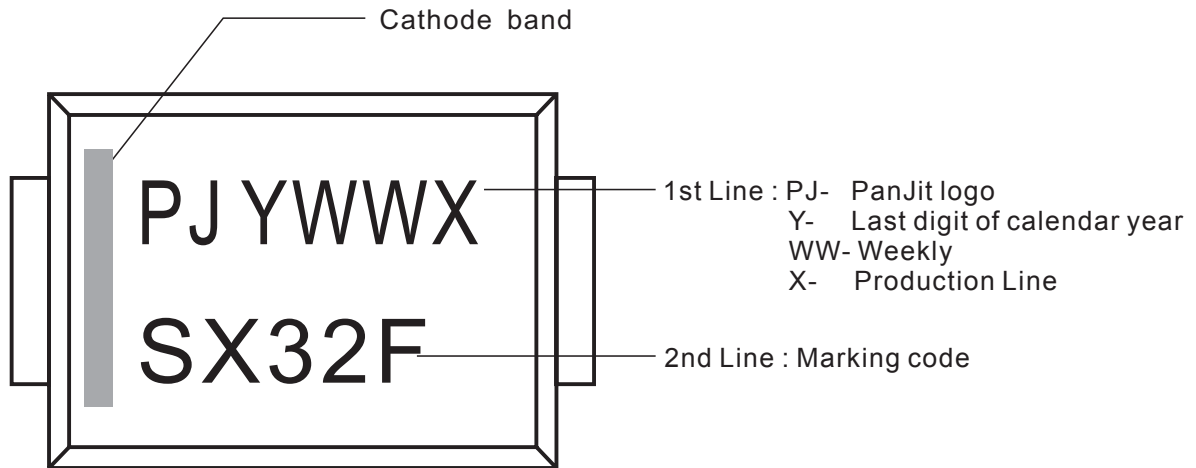 Cathode band
PJ YWWX
1st Line : PJ- PanJit logo
Y- Last digit of calendar year
WW- Weekly
X- Production Line
SX32F
2nd Line : Marking code